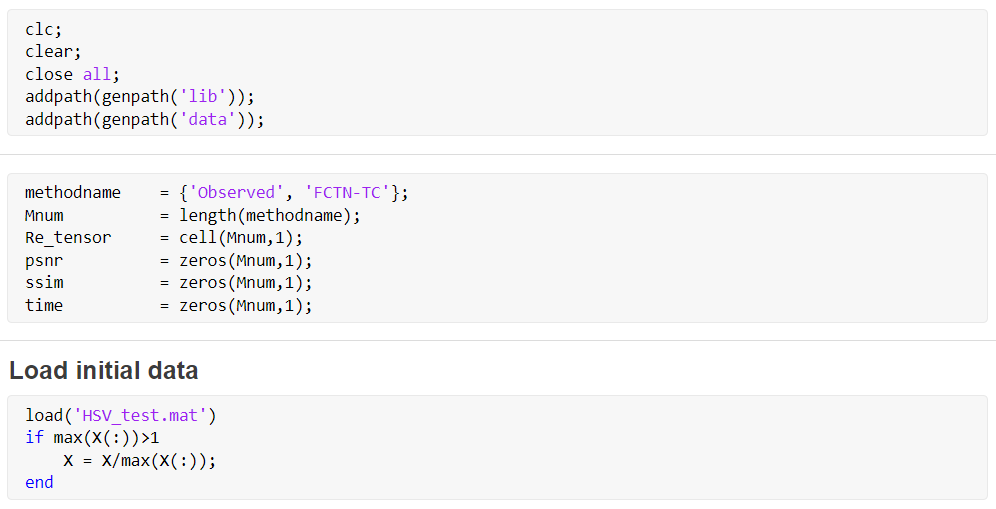 clc;
clear;
close all;
addpath(genpath('lib'));
addpath(genpath('data'));
methodname    = {'Observed', 'FCTN-TC'};
Mnum          = length(methodname);
Re_tensor     = cell(Mnum,1);
psnr          = zeros(Mnum,1);
ssim          = zeros(Mnum,1);
time          = zeros(Mnum,1);
Load initial data
load('HSV_test.mat')
if max(X(:))>1
    X = X/max(X(:));
end